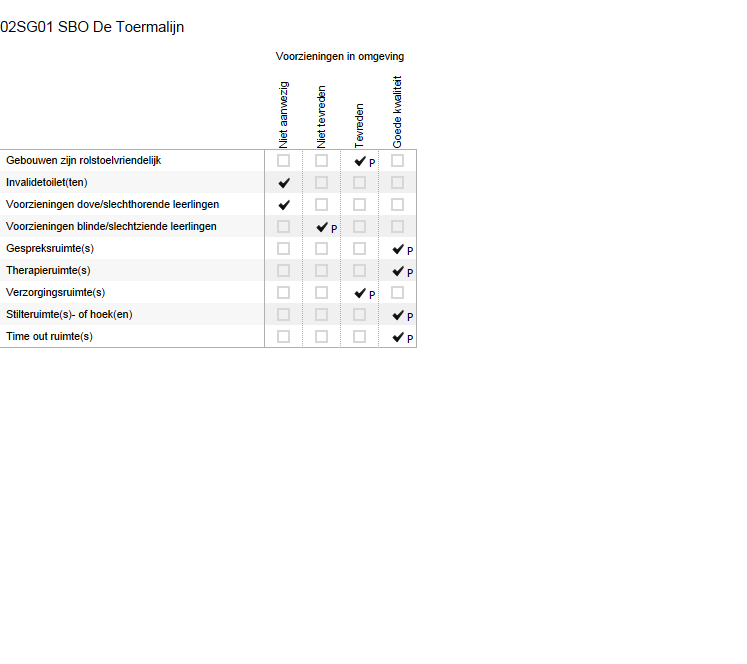 02SG01 SBO De Toermalijn
Voorzieningen in omgeving
Niet aanwezig
Niet tevreden
Tevreden
Goede kwaliteit
Gebouwen zijn rolstoelvriendelijk P
Invalidetoilet(ten)
Voorzieningen dove/slechthorende leerlingen
Voorzieningen blinde/slechtziende leerlingen P
Gespreksruimte(s) P
Therapieruimte(s) P
Verzorgingsruimte(s) P
Stilteruimte(s)- of hoek(en) P
Time out ruimte(s) P